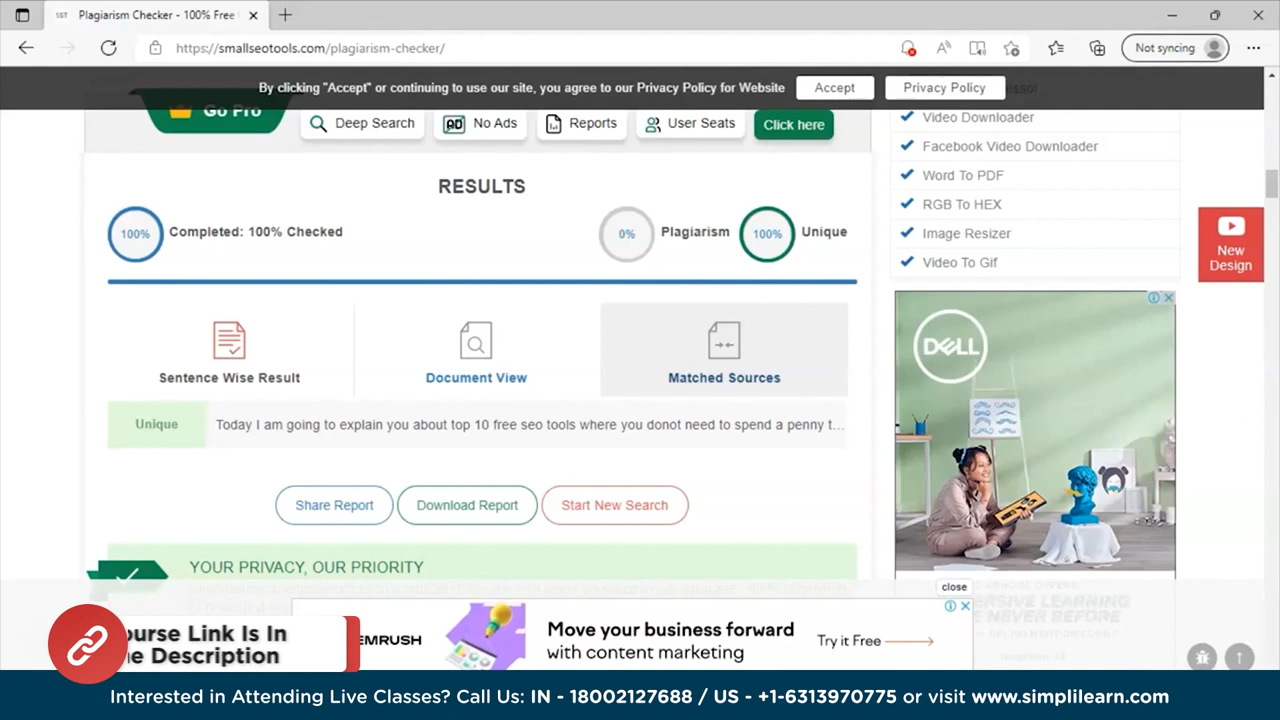 SST Plagiarism Checker - 100% Free
https://smallseotools.com/plagiarism-checker/
Not syncing
By clicking "Accept" or continuing to use our site, you agree to our Privacy Policy for Website
Accept
Privacy Policy
Go Pro
Deep Search
AD No Ads
Reports
User Seats
Click here
RESULTS
100% Completed: 100% Checked
0% Plagiarism
100% Unique
Sentence Wise Result
Document View
Matched Sources
Unique
Today I am going to explain you about top 10 free seo tools where you donot need to spend a penny t...
Share Report
Download Report
Start New Search
YOUR PRIVACY, OUR PRIORITY
Video Downloader
Facebook Video Downloader
Word To PDF
RGB To HEX
Image Resizer
Video To Gif
New
Design
DELL
close
EMRUSH
Move your business forward
with content marketing
Try it Free
ourse Link Is In
e Description
Interested in Attending Live Classes? Call Us: IN - 18002127688 / US - +1-6313970775 or visit www.simplilearn.com